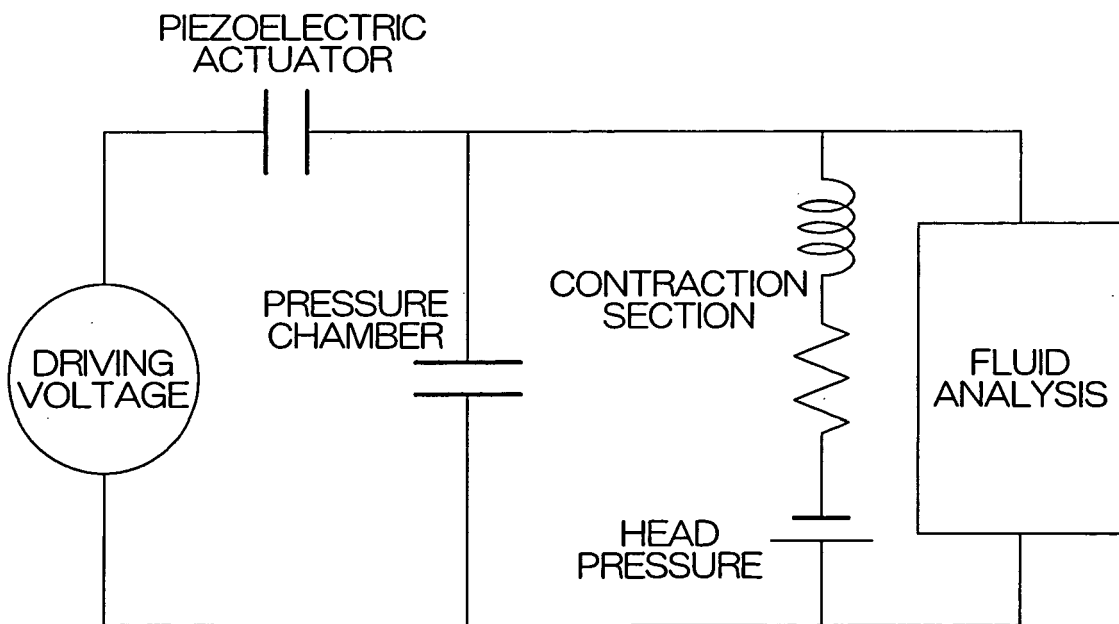 PIEZOELECTRIC
ACTUATOR
PRESSURE
CHAMBER
DRIVING
VOLTAGE
CONTRACTION
SECTION
FLUID
ANALYSIS
HEAD
PRESSURE